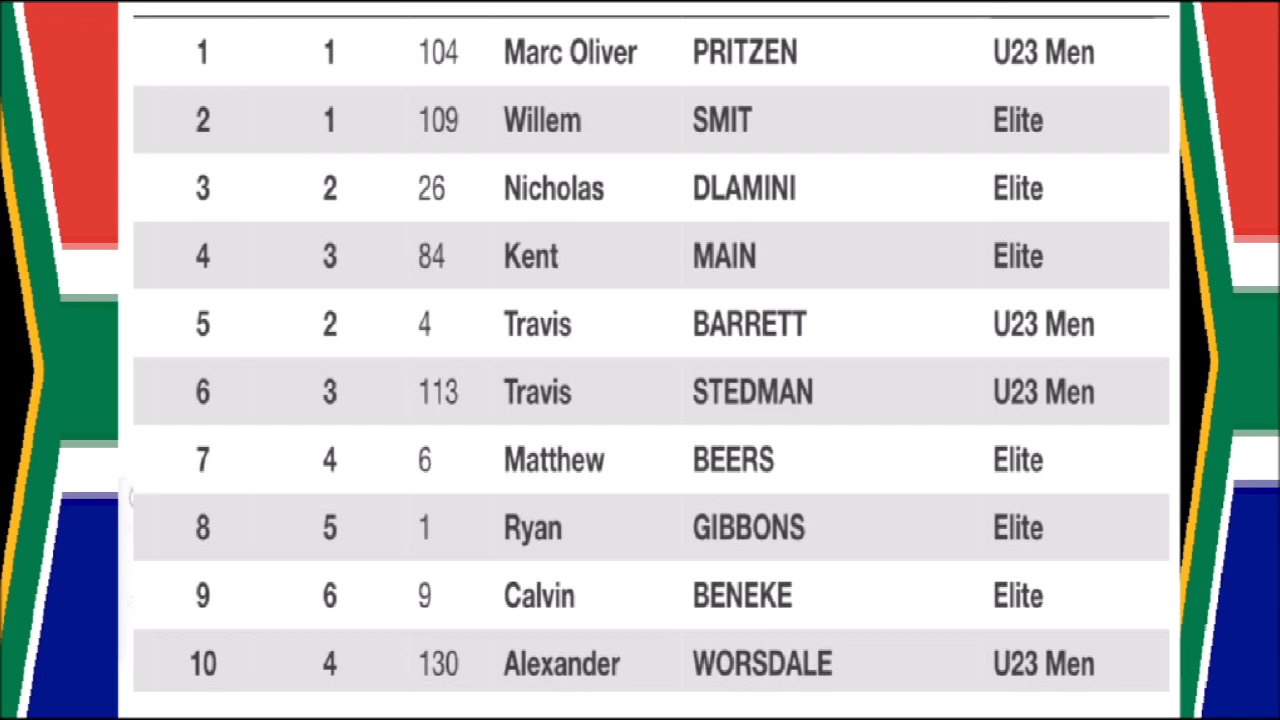 1 1 104 Marc Oliver PRITZEN U23 Men
2 1 109 Willem SMIT Elite
3 2 26 Nicholas DLAMINI Elite
4 3 84 Kent MAIN Elite
5 2 4 Travis BARRETT U23 Men
6 3 113 Travis STEDMAN U23 Men
7 4 6 Matthew BEERS Elite
8 5 1 Ryan GIBBONS Elite
9 6 9 Calvin BENEKE Elite
10 4 130 Alexander WORSDALE U23 Men